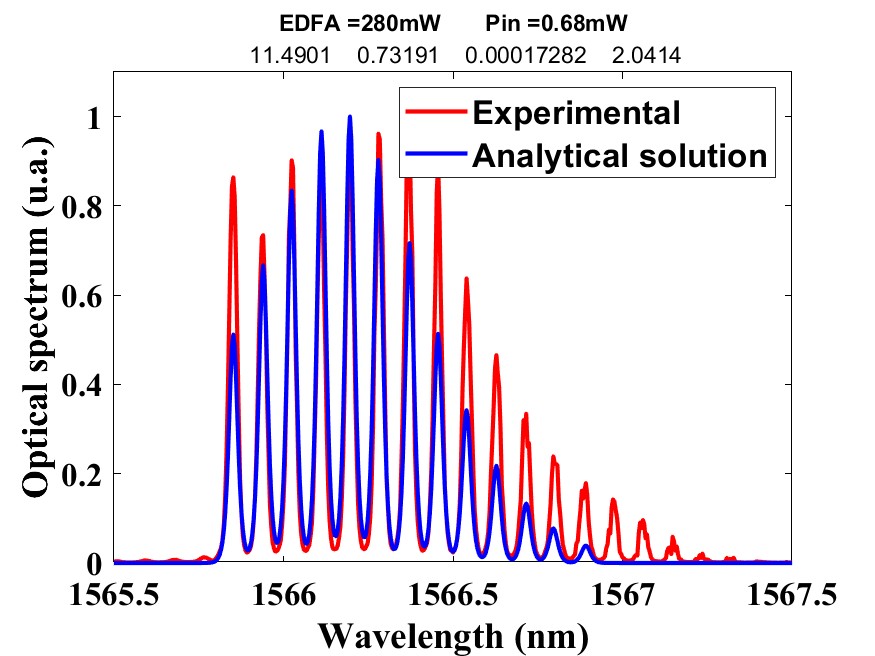 EDFA =280mW Pin =0.68mW
11.4901 0.73191 0.00017282 2.0414
Experimental
Analytical solution
Optical spectrum (u.a.)
1
0.8
0.6
0.4
0.2
0
1565.5 1566 1566.5 1567 1567.5
Wavelength (nm)